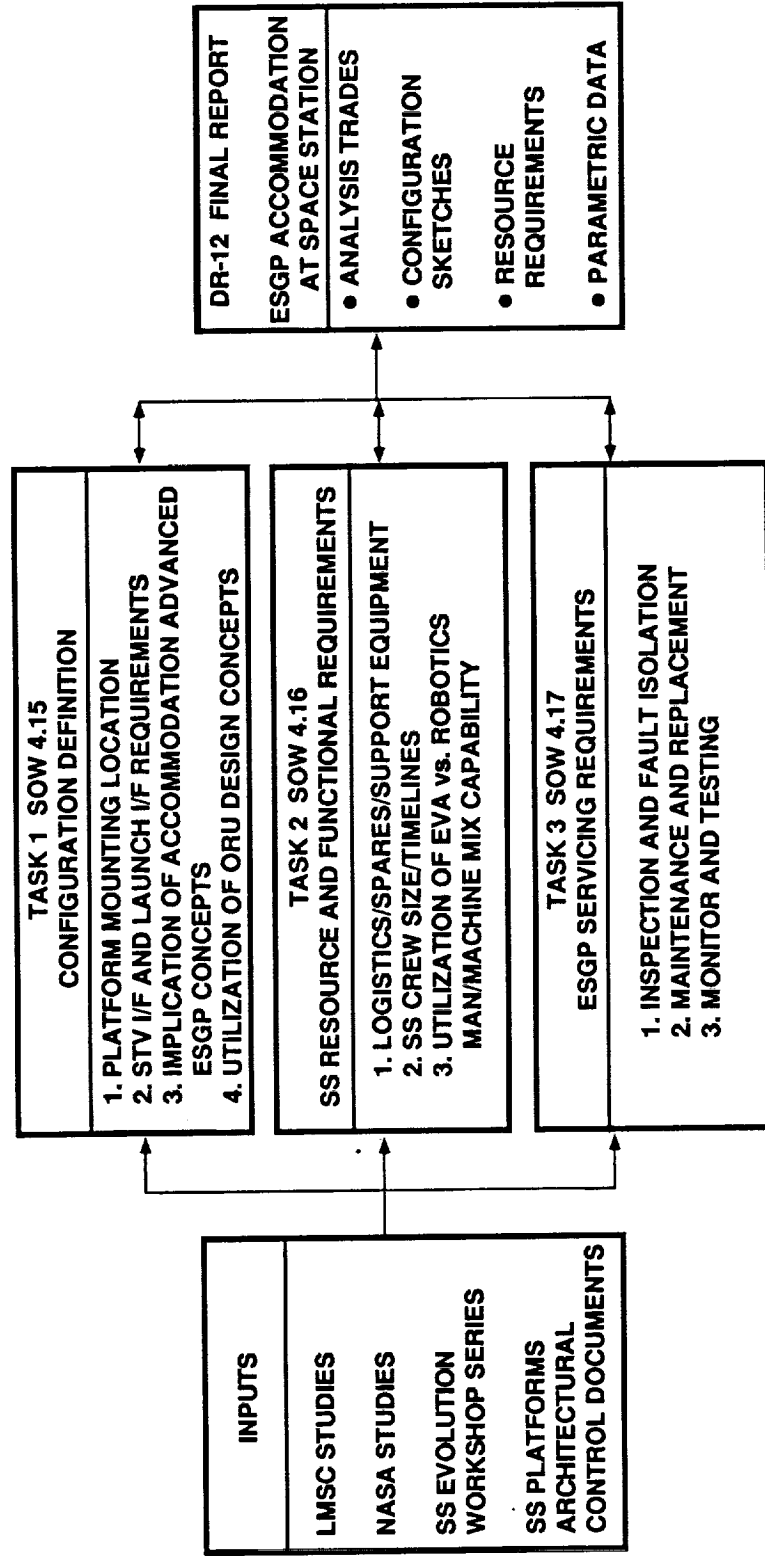 INPUTS
LMSC STUDIES
NASA STUDIES
SS EVOLUTION
WORKSHOP SERIES
SS PLATFORMS
ARCHITECTURAL
CONTROL DOCUMENTS
TASK 1 SOW 4.15
CONFIGURATION DEFINITION
1. PLATFORM MOUNTING LOCATION
2. STV I/F AND LAUNCH I/F REQUIREMENTS
3. IMPLICATION OF ACCOMMODATION ADVANCED
ESGP CONCEPTS
4. UTILIZATION OF ORU DESIGN CONCEPTS
TASK 2 SOW 4.16
SS RESOURCE AND FUNCTIONAL REQUIREMENTS
1. LOGISTICS/SPARES/SUPPORT EQUIPMENT
2. SS CREW SIZE/TIMELINES
3. UTILIZATION OF EVA vs. ROBOTICS
MAN/MACHINE MIX CAPABILITY
TASK 3 SOW 4.17
ESGP SERVICING REQUIREMENTS
1. INSPECTION AND FAULT ISOLATION
2. MAINTENANCE AND REPLACEMENT
3. MONITOR AND TESTING
DR-12 FINAL REPORT
ESGP ACCOMMODATION
AT SPACE STATION
• ANALYSIS TRADES
• CONFIGURATION
SKETCHES
• RESOURCE
REQUIREMENTS
• PARAMETRIC DATA